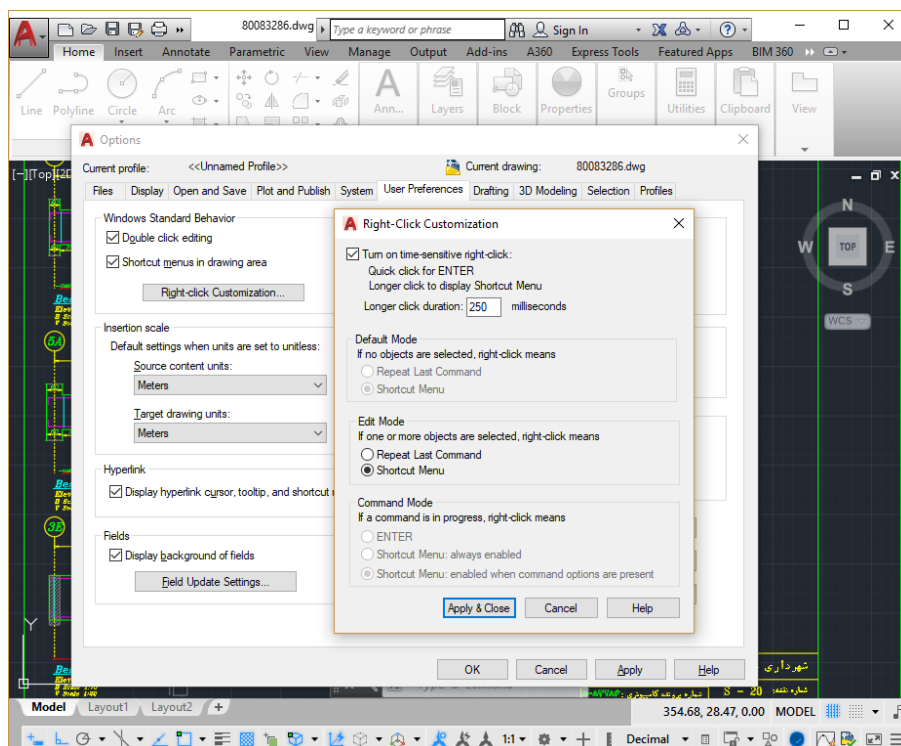 80083286.dwg
Type a keyword or phrase
Sign In
Home Insert Annotate Parametric View Manage Output Add-ins A360 Express Tools Featured Apps BIM 360
Line Polyline Circle Arc
Ann... Layers Block Properties Groups Utilities Clipboard View
[-][Top][2D
Options
Current profile: <<Unnamed Profile>> Current drawing: 80083286.dwg
Files Display Open and Save Plot and Publish System User Preferences Drafting 3D Modeling Selection Profiles
Windows Standard Behavior
Double click editing
Shortcut menus in drawing area
Right-click Customization...
Insertion scale
Default settings when units are set to unitless:
Source content units:
Meters
Target drawing units:
Meters
Hyperlink
Display hyperlink cursor, tooltip, and shortcut
Fields
Display background of fields
Field Update Settings...
Right-Click Customization
Turn on time-sensitive right-click:
Quick click for ENTER
Longer click to display Shortcut Menu
Longer click duration: 250 milliseconds
Default Mode
If no objects are selected, right-click means
Repeat Last Command
Shortcut Menu
Edit Mode
If one or more objects are selected, right-click means
Repeat Last Command
Shortcut Menu
Command Mode
If a command is in progress, right-click means
ENTER
Shortcut Menu: always enabled
Shortcut Menu: enabled when command options are present
Apply & Close Cancel Help
OK Cancel Apply Help
N
W TOP E
S
WCS
5A
3E
Y
شهرداری
شماره نقشه: S - 20
Model Layout1 Layout2 +
354.68, 28.47, 0.00 MODEL
1:1 Decimal